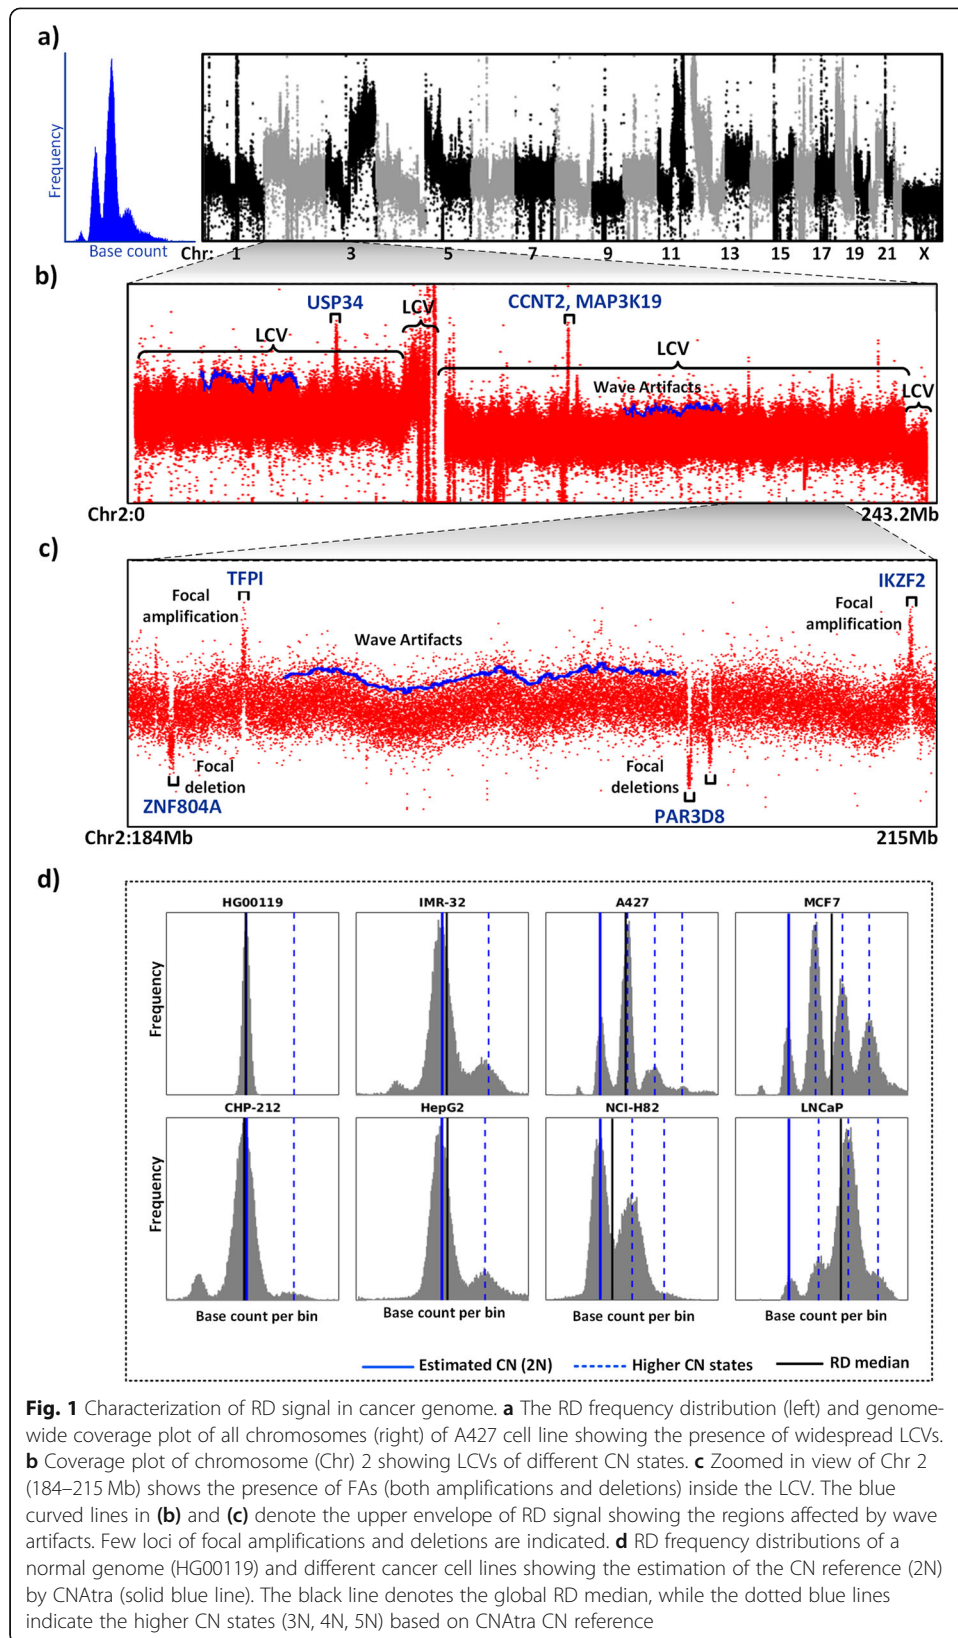 a)
Frequency
Base count
Chr: 1 3 5 7 9 11 13 15 17 19 21 X
b)
USP34
LCV
CCNT2, MAP3K19
LCV
LCV
Wave Artifacts
LCV
Chr2:0
243.2Mb
c)
TFPI
IKZF2
Focal
amplification
Focal
amplification
Wave Artifacts
Focal
deletion
Focal
deletions
ZNF804A
PAR3D8
Chr2:184Mb
215Mb
d)
HG00119
IMR-32
A427
MCF7
Frequency
CHP-212
HepG2
NCI-H82
LNCaP
Frequency
Base count per bin
Base count per bin
Base count per bin
Base count per bin
Estimated CN (2N)
Higher CN states
RD median
Fig. 1 Characterization of RD signal in cancer genome. a The RD frequency distribution (left) and genome-
wide coverage plot of all chromosomes (right) of A427 cell line showing the presence of widespread LCVs.
b Coverage plot of chromosome (Chr) 2 showing LCVs of different CN states. c Zoomed in view of Chr 2
(184–215 Mb) shows the presence of FAs (both amplifications and deletions) inside the LCV. The blue
curved lines in (b) and (c) denote the upper envelope of RD signal showing the regions affected by wave
artifacts. Few loci of focal amplifications and deletions are indicated. d RD frequency distributions of a
normal genome (HG00119) and different cancer cell lines showing the estimation of the CN reference (2N)
by CNAtra (solid blue line). The black line denotes the global RD median, while the dotted blue lines
indicate the higher CN states (3N, 4N, 5N) based on CNAtra CN reference